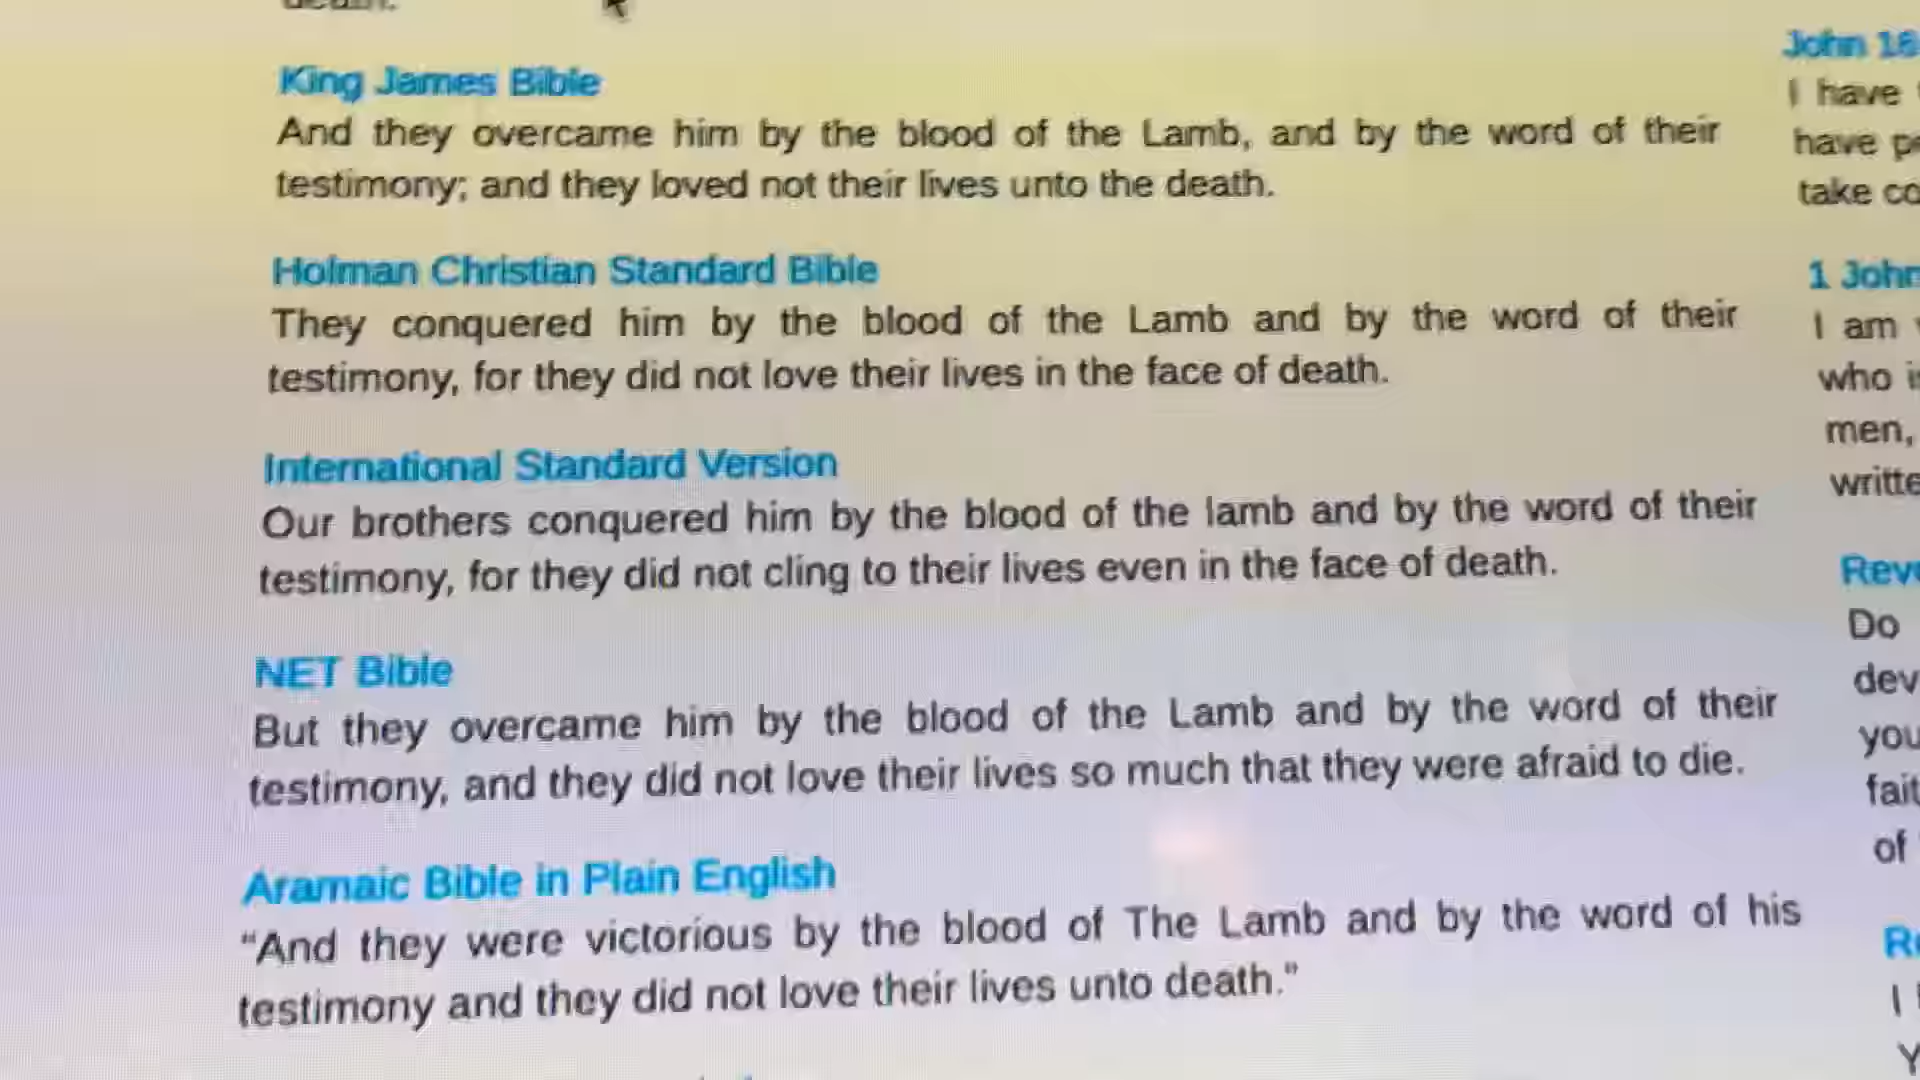 death.
King James Bible
And they overcame him by the blood of the Lamb, and by the word of their
testimony; and they loved not their lives unto the death.
Holman Christian Standard Bible
They conquered him by the blood of the Lamb and by the word of their
testimony, for they did not love their lives in the face of death.
International Standard Version
Our brothers conquered him by the blood of the lamb and by the word of their
testimony, for they did not cling to their lives even in the face of death.
NET Bible
But they overcame him by the blood of the Lamb and by the word of their
testimony, and they did not love their lives so much that they were afraid to die.
Aramaic Bible in Plain English
“And they were victorious by the blood of The Lamb and by the word of his
testimony and they did not love their lives unto death.”
John 16
I have
have
take
1 John
I am
who
men,
Do
of
I